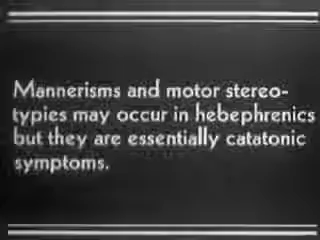 Mannerisms and motor stereo-
typies may occur in hebephrenics
but they are essentially catatonic
symptoms.